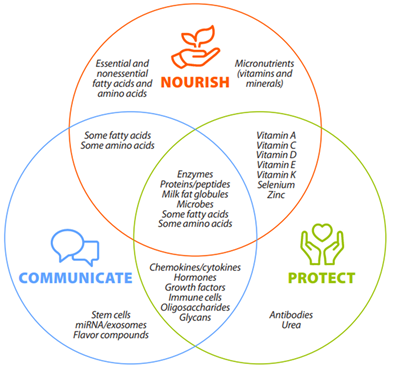 Essential and
nonessential
fatty acids and
amino acids
NOURISH
Micronutrients
(vitamins and
minerals)
Some fatty acids
Some amino acids
Vitamin A
Vitamin C
Vitamin D
Vitamin E
Vitamin K
Selenium
Zinc
Enzymes
Proteins/peptides
Milk fat globules
Microbes
Some fatty acids
Some amino acids
COMMUNICATE
Chemokines/cytokines
Hormones
Growth factors
Immune cells
Oligosaccharides
Glycans
PROTECT
Stem cells
miRNA/exosomes
Flavor compounds
Antibodies
Urea